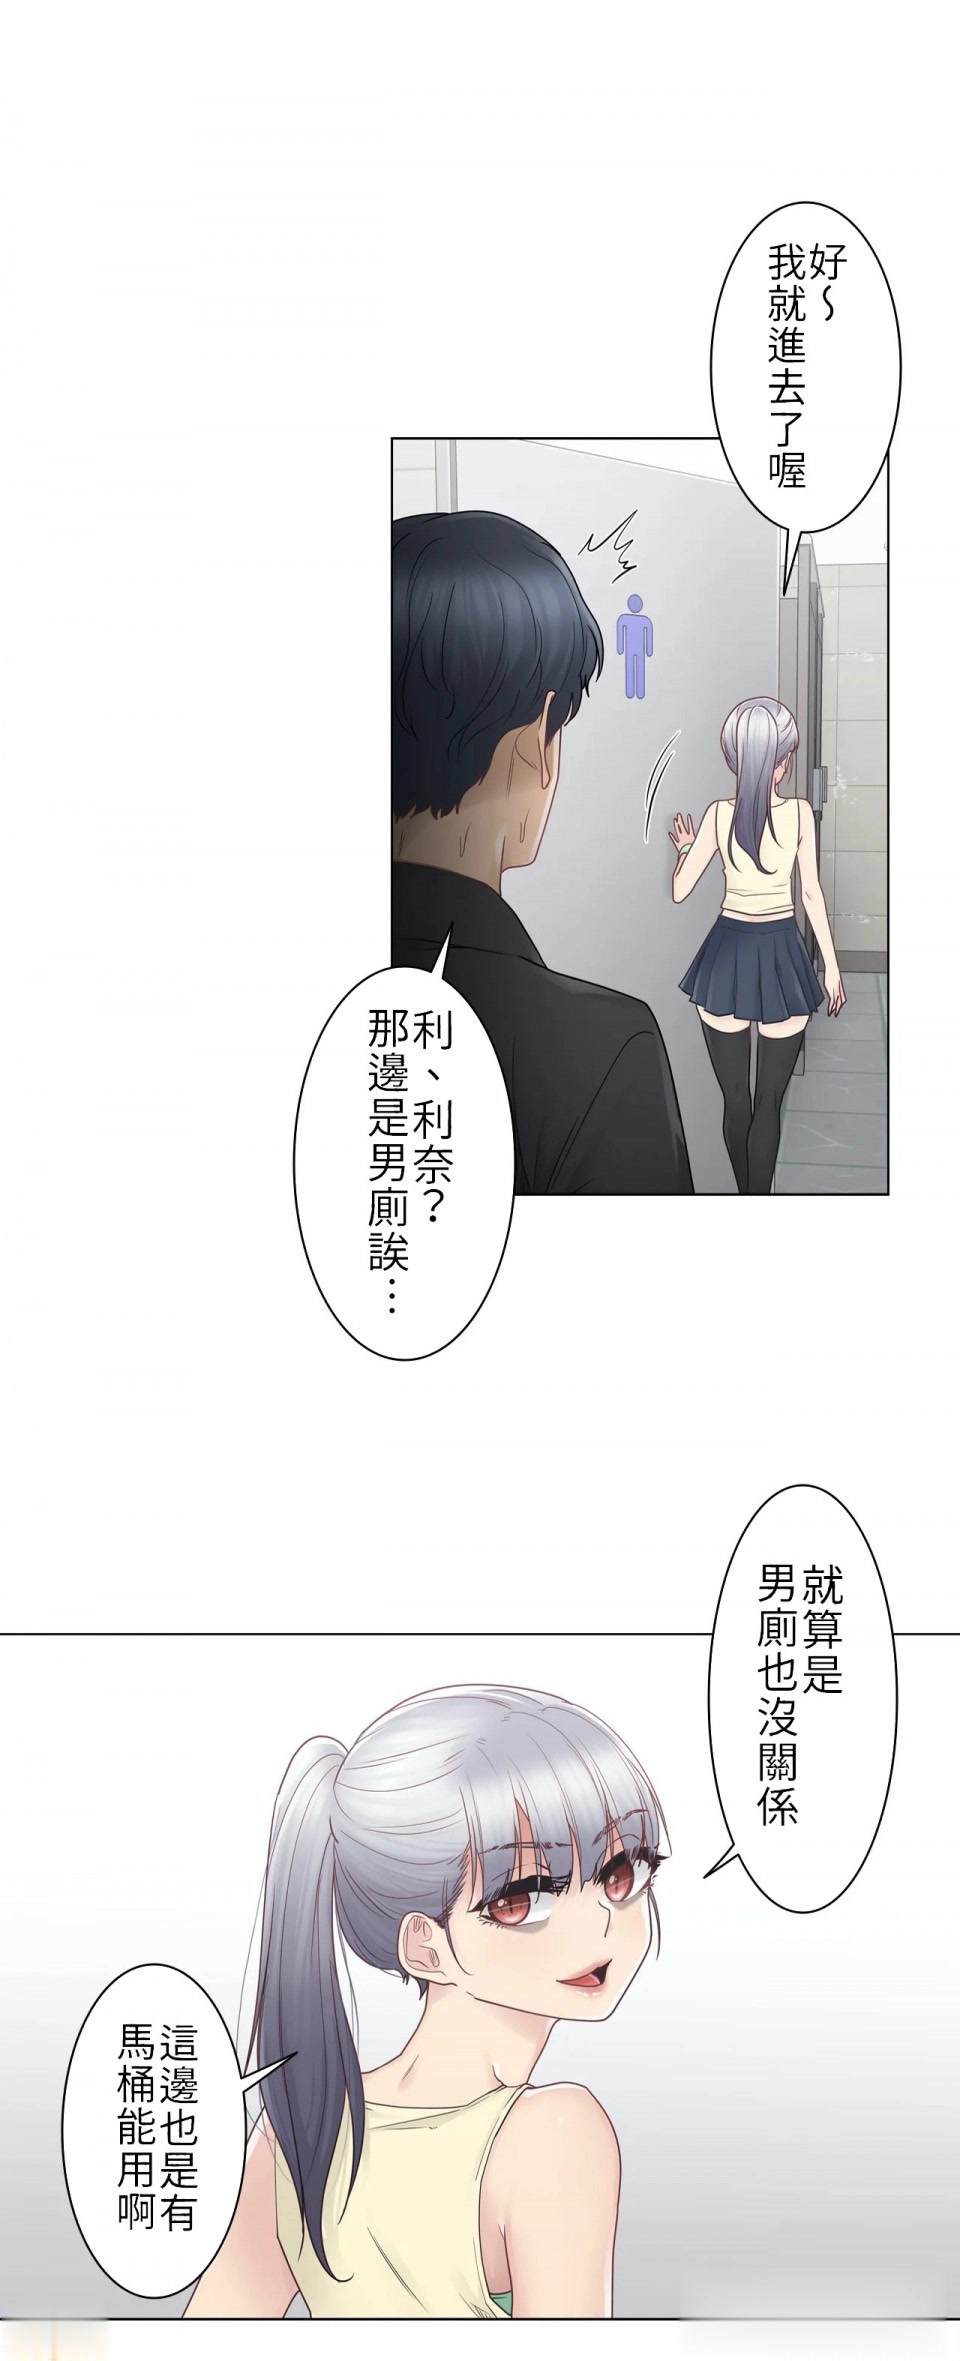 好～
我就進去了喔
利、利奈？
那邊是男廁誒…
就算是
男廁也沒關係
這邊也是有
馬桶能用啊